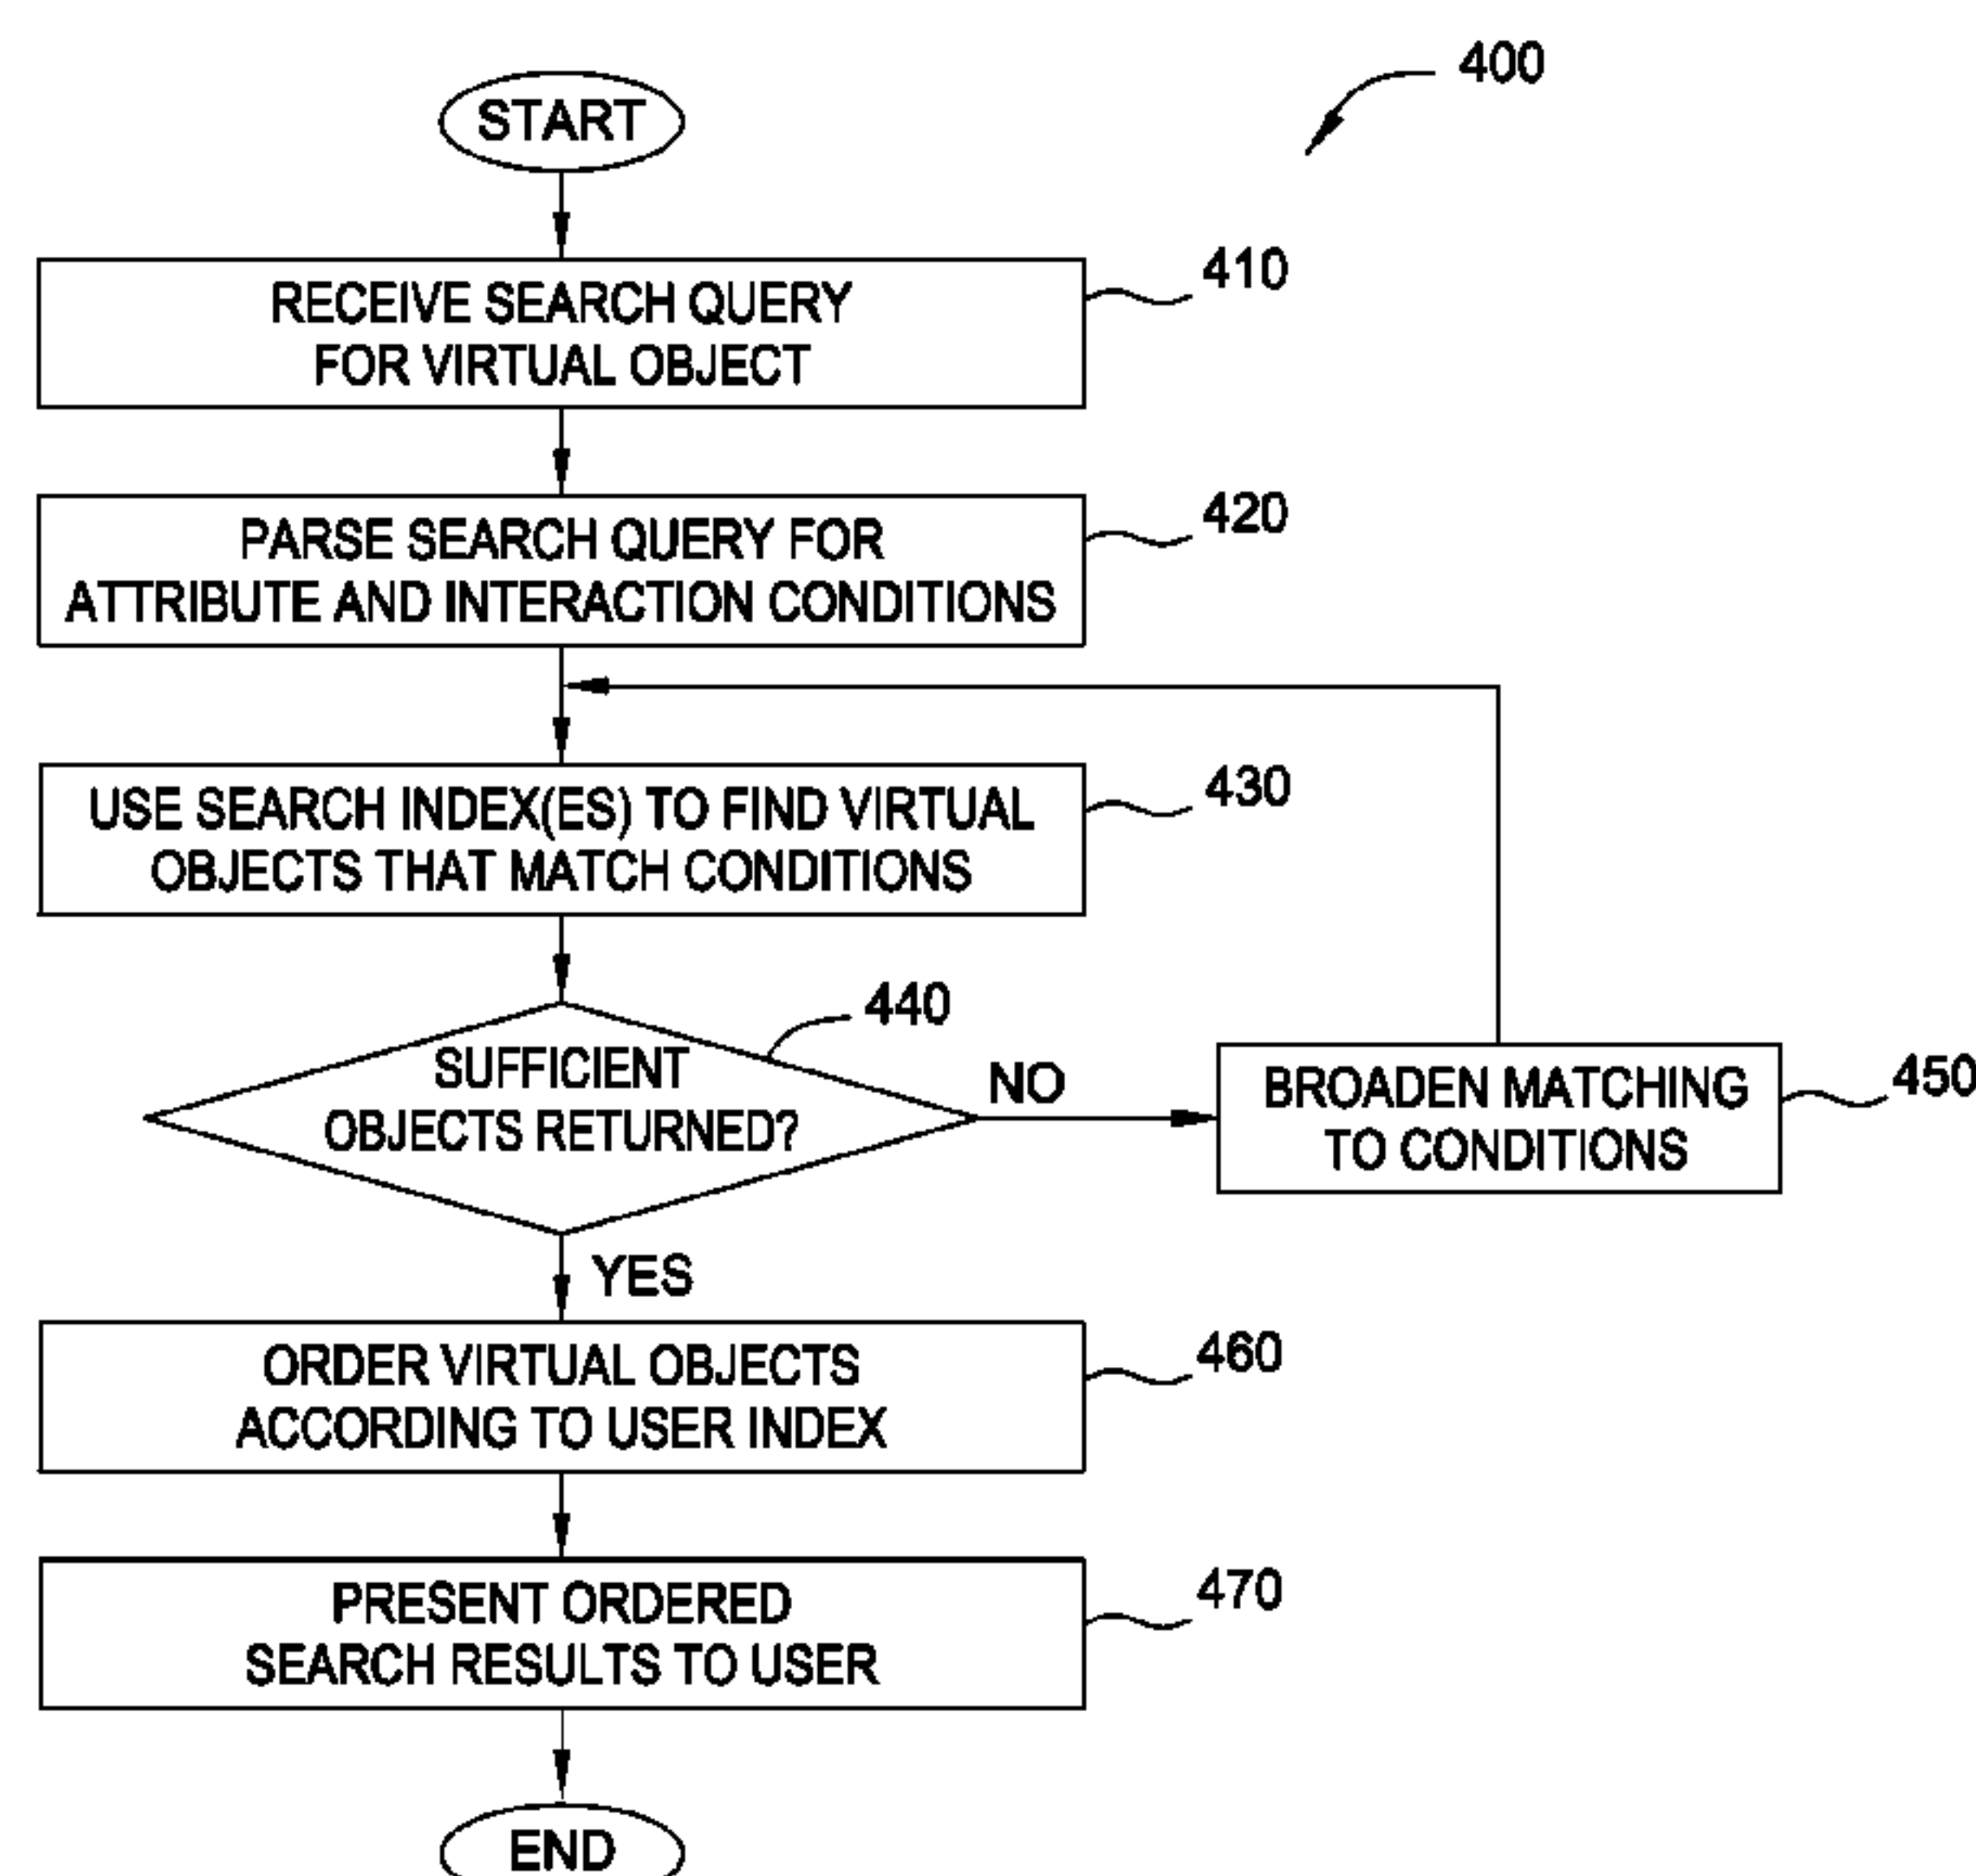 400
START
RECEIVE SEARCH QUERY
FOR VIRTUAL OBJECT
410
PARSE SEARCH QUERY FOR
ATTRIBUTE AND INTERACTION CONDITIONS
420
USE SEARCH INDEX(ES) TO FIND VIRTUAL
OBJECTS THAT MATCH CONDITIONS
430
SUFFICIENT
OBJECTS RETURNED?
440
NO
BROADEN MATCHING
TO CONDITIONS
450
YES
ORDER VIRTUAL OBJECTS
ACCORDING TO USER INDEX
460
PRESENT ORDERED
SEARCH RESULTS TO USER
470
END